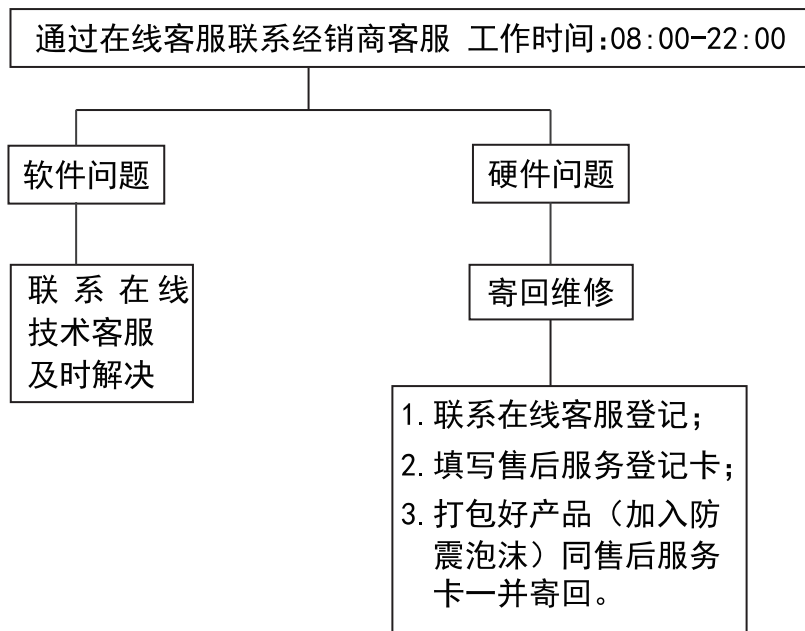 通过在线客服联系经销商客服 工作时间:08:00-22:00
软件问题
硬件问题
联系在线
技术客服
及时解决
寄回维修
1. 联系在线客服登记；
2. 填写售后服务登记卡；
3. 打包好产品（加入防
震泡沫）同售后服务
卡一并寄回。